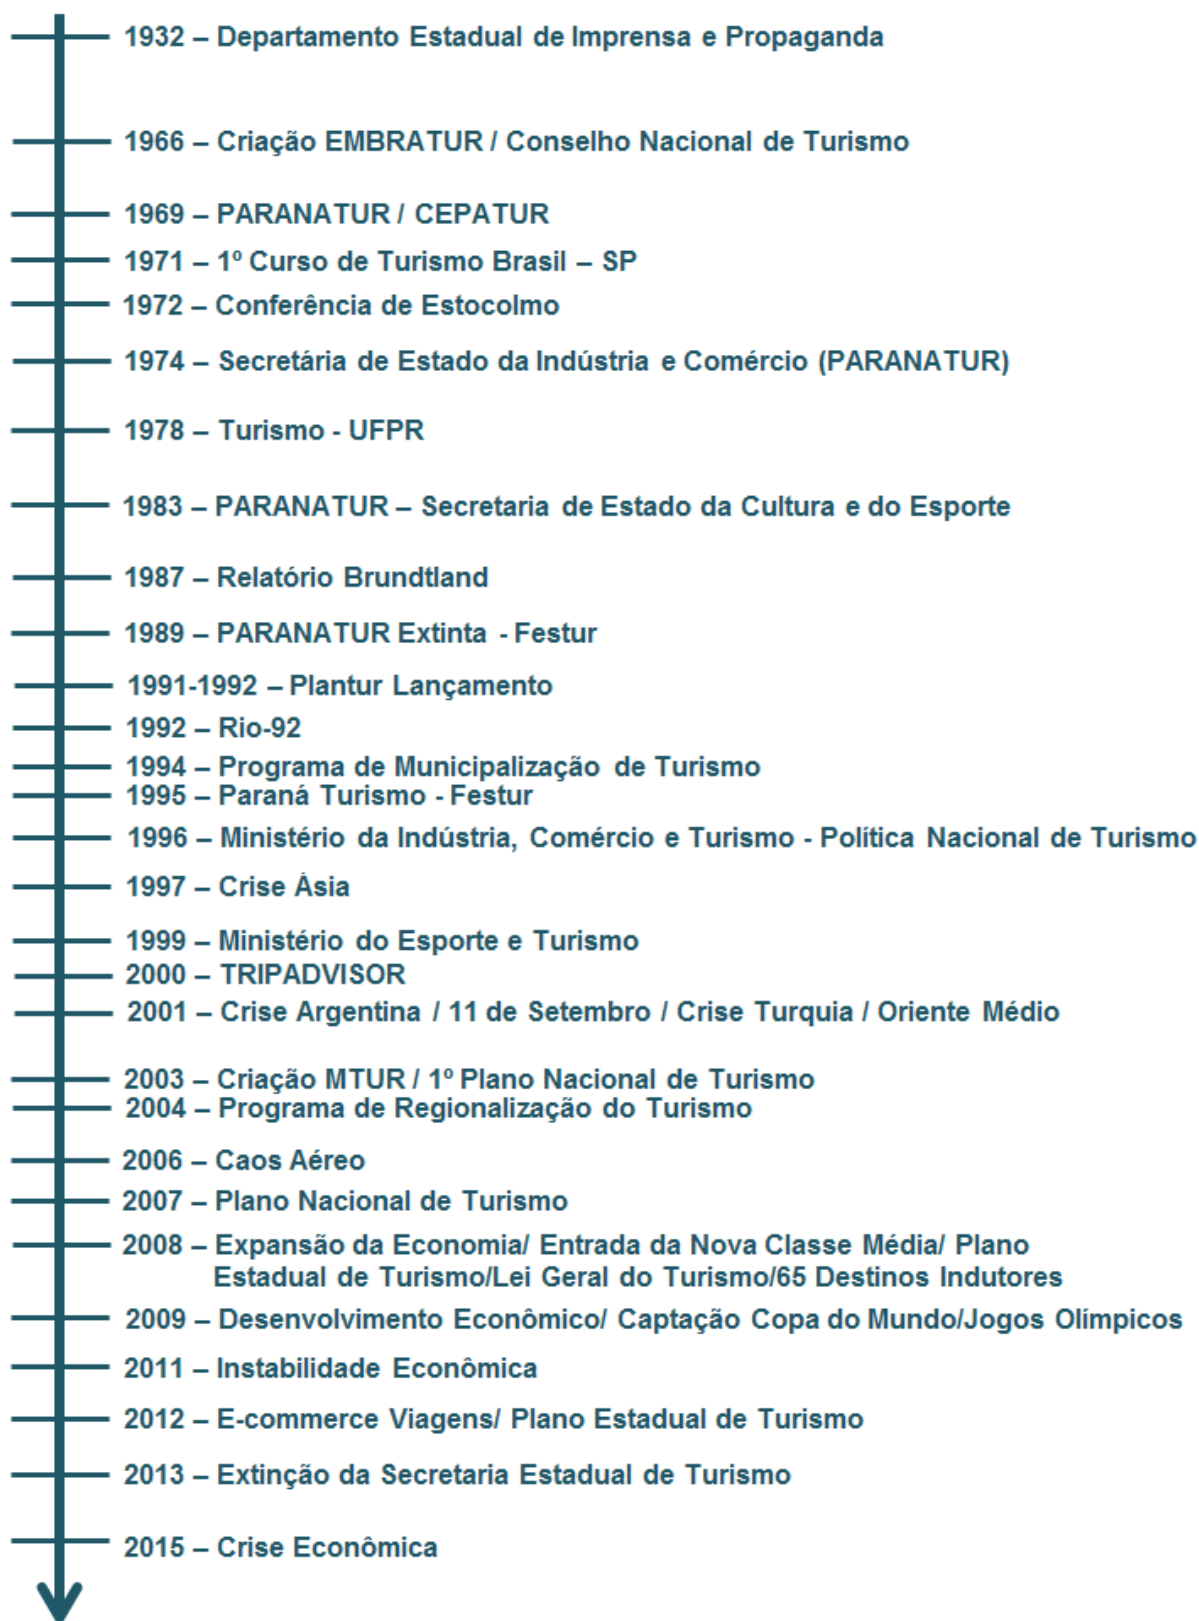 1932 – Departamento Estadual de Imprensa e Propaganda
1966 – Criação EMBRATUR / Conselho Nacional de Turismo
1969 – PARANATUR / CEPATUR
1971 – 1º Curso de Turismo Brasil – SP
1972 – Conferência de Estocolmo
1974 – Secretária de Estado da Indústria e Comércio (PARANATUR)
1978 – Turismo - UFPR
1983 – PARANATUR – Secretaria de Estado da Cultura e do Esporte
1987 – Relatório Brundtland
1989 – PARANATUR Extinta - Festur
1991-1992 – Plantur Lançamento
1992 – Rio-92
1994 – Programa de Municipalização de Turismo
1995 – Paraná Turismo - Festur
1996 – Ministério da Indústria, Comércio e Turismo - Política Nacional de Turismo
1997 – Crise Ásia
1999 – Ministério do Esporte e Turismo
2000 – TRIPADVISOR
2001 – Crise Argentina / 11 de Setembro / Crise Turquia / Oriente Médio
2003 – Criação MTUR / 1º Plano Nacional de Turismo
2004 – Programa de Regionalização do Turismo
2006 – Caos Aéreo
2007 – Plano Nacional de Turismo
2008 – Expansão da Economia/ Entrada da Nova Classe Média/ Plano
Estadual de Turismo/Lei Geral do Turismo/65 Destinos Indutores
2009 – Desenvolvimento Econômico/ Captação Copa do Mundo/Jogos Olímpicos
2011 – Instabilidade Econômica
2012 – E-commerce Viagens/ Plano Estadual de Turismo
2013 – Extinção da Secretaria Estadual de Turismo
2015 – Crise Econômica